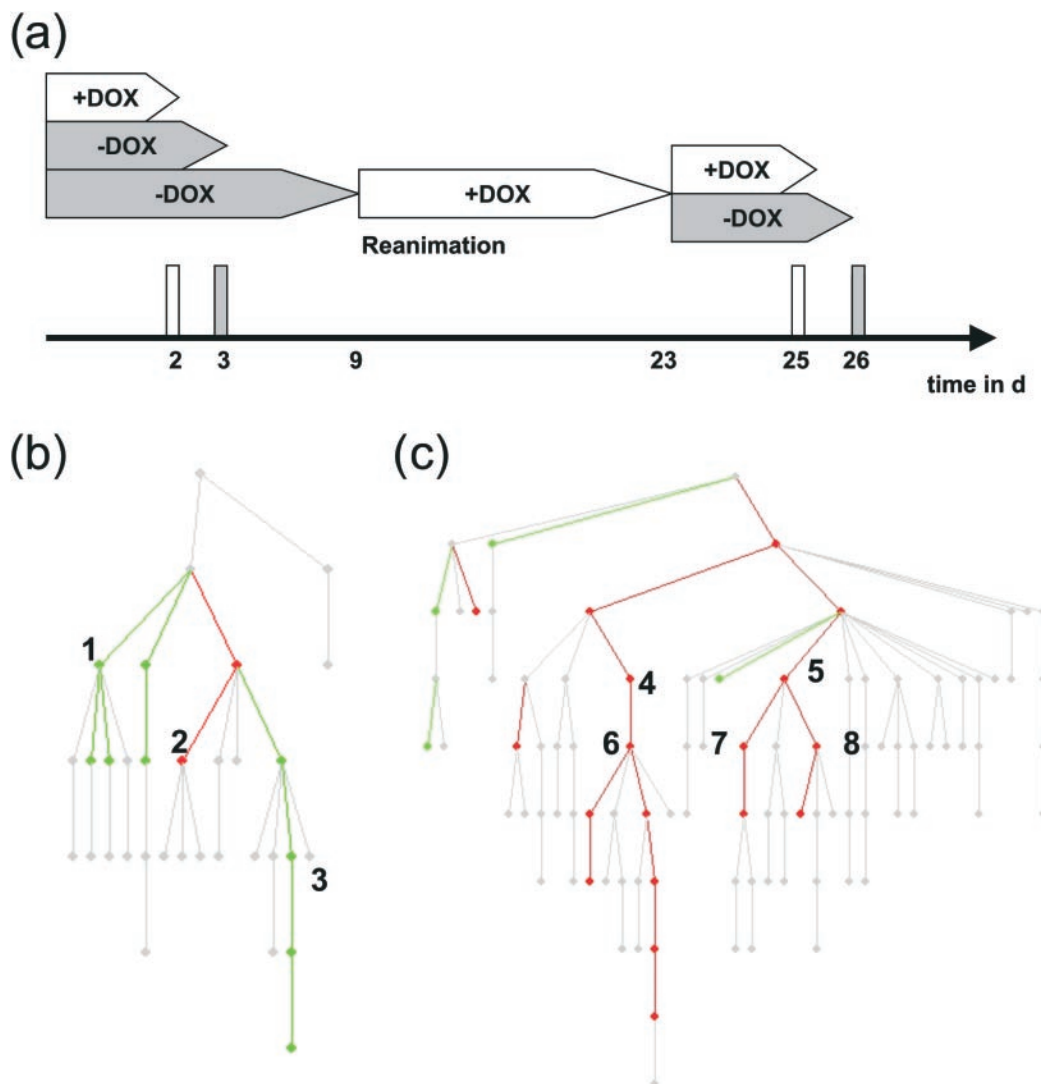 (a)
+DOX
-DOX
-DOX
+DOX
+DOX
-DOX
Reanimation
2 3 9 23 25 26
time in d
(b)
(c)
1
2
3
4
5
6
7
8